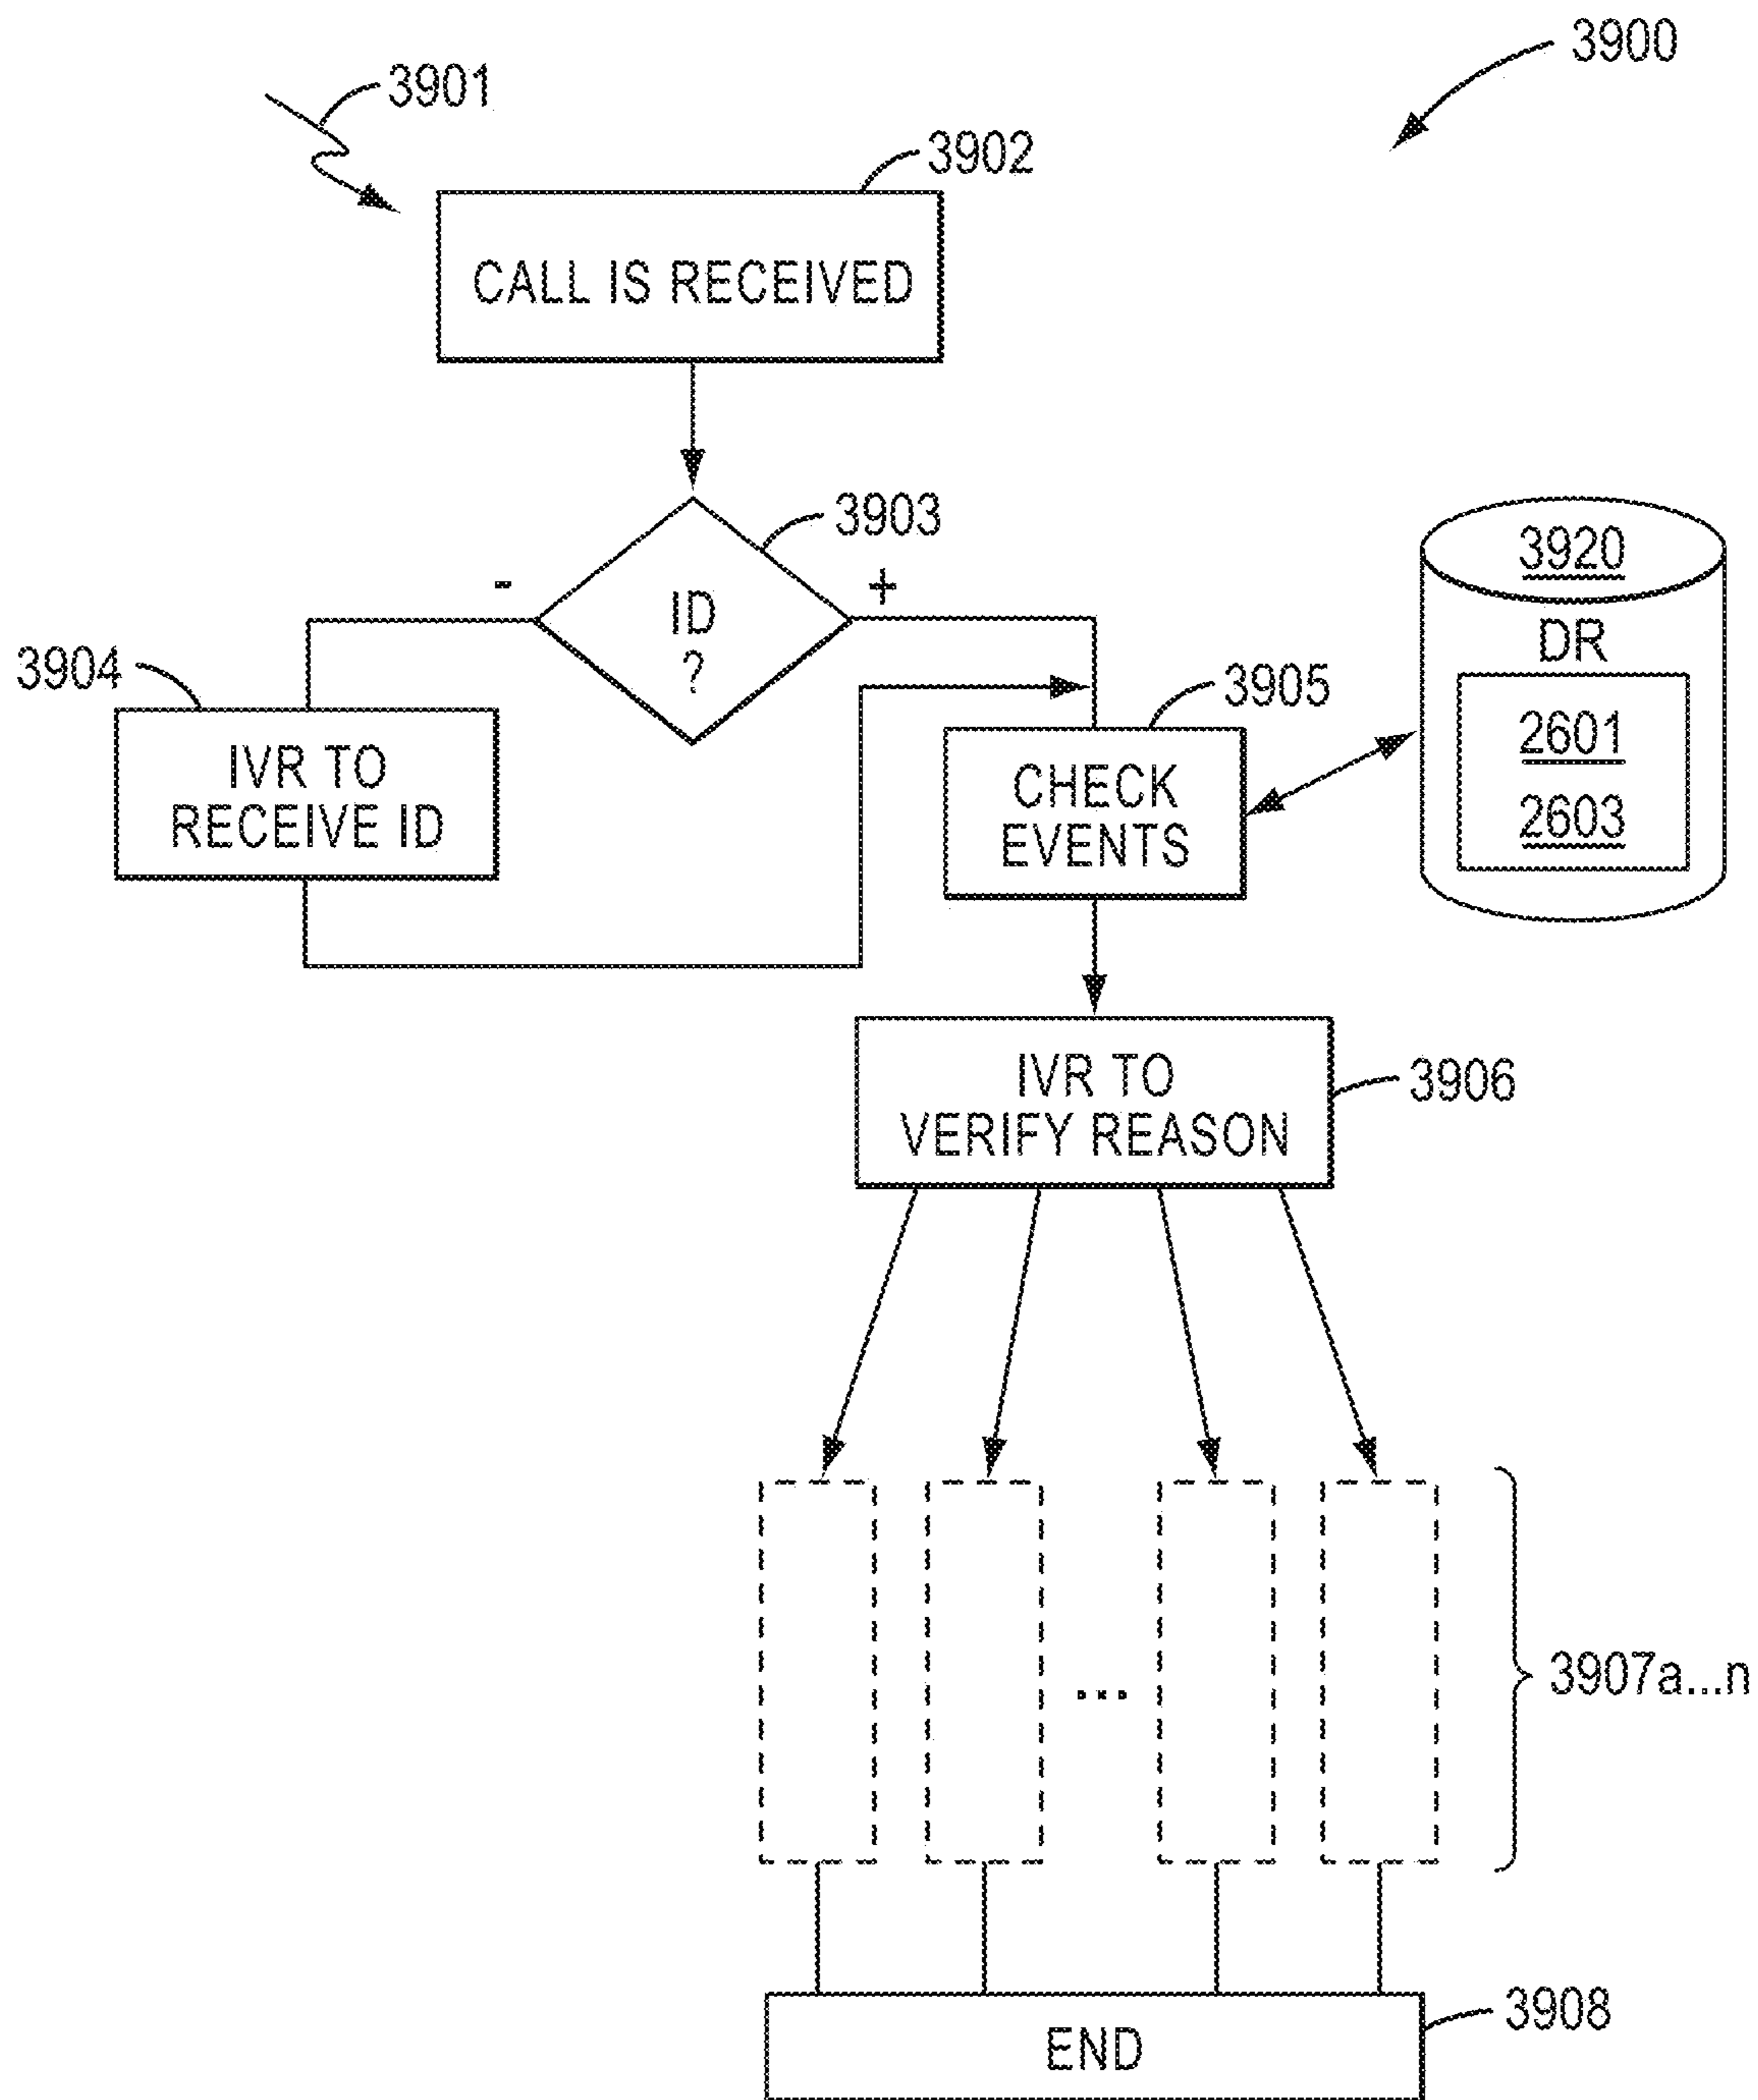 3900
3901
3902
CALL IS RECEIVED
3903
- +
ID
?
3904
IVR TO
RECEIVE ID
3905
CHECK
EVENTS
3920
DR
2601
2603
IVR TO
VERIFY REASON
3906
...
3907a...n
END
3908